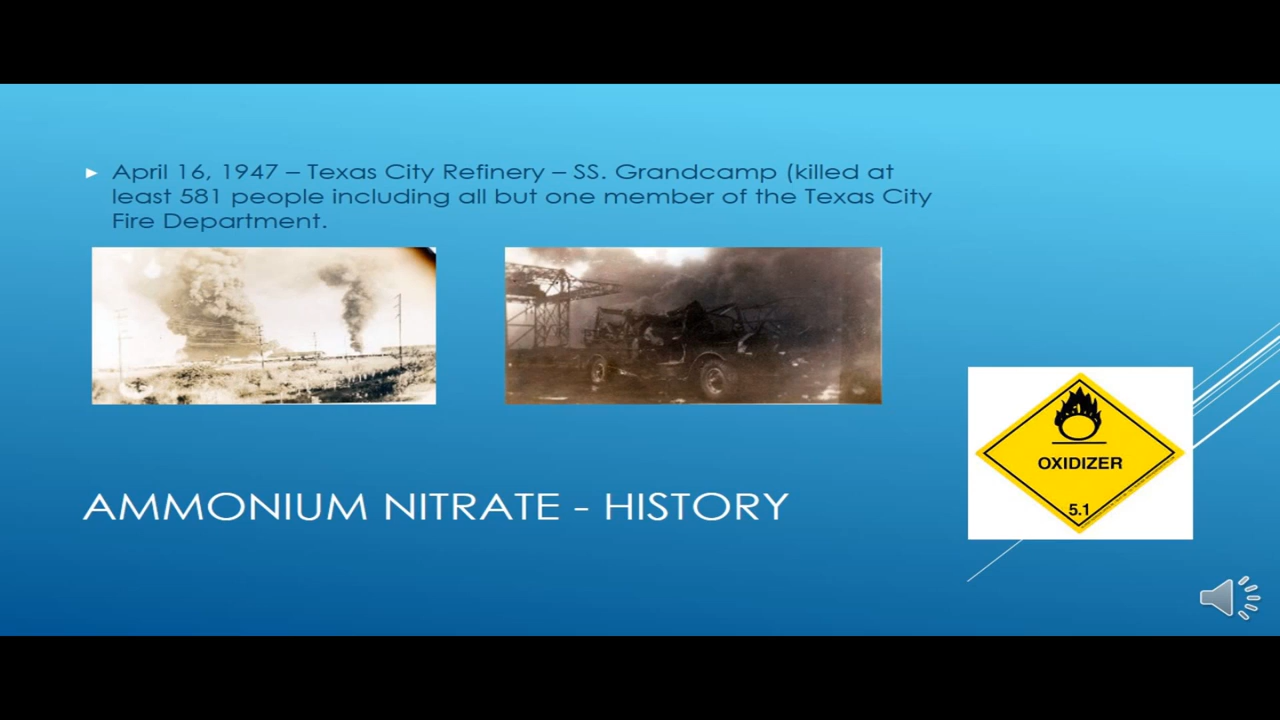 April 16, 1947 – Texas City Refinery – SS. Grandcamp (killed at
least 581 people including all but one member of the Texas City
Fire Department.
OXIDIZER
5.1
AMMONIUM NITRATE - HISTORY